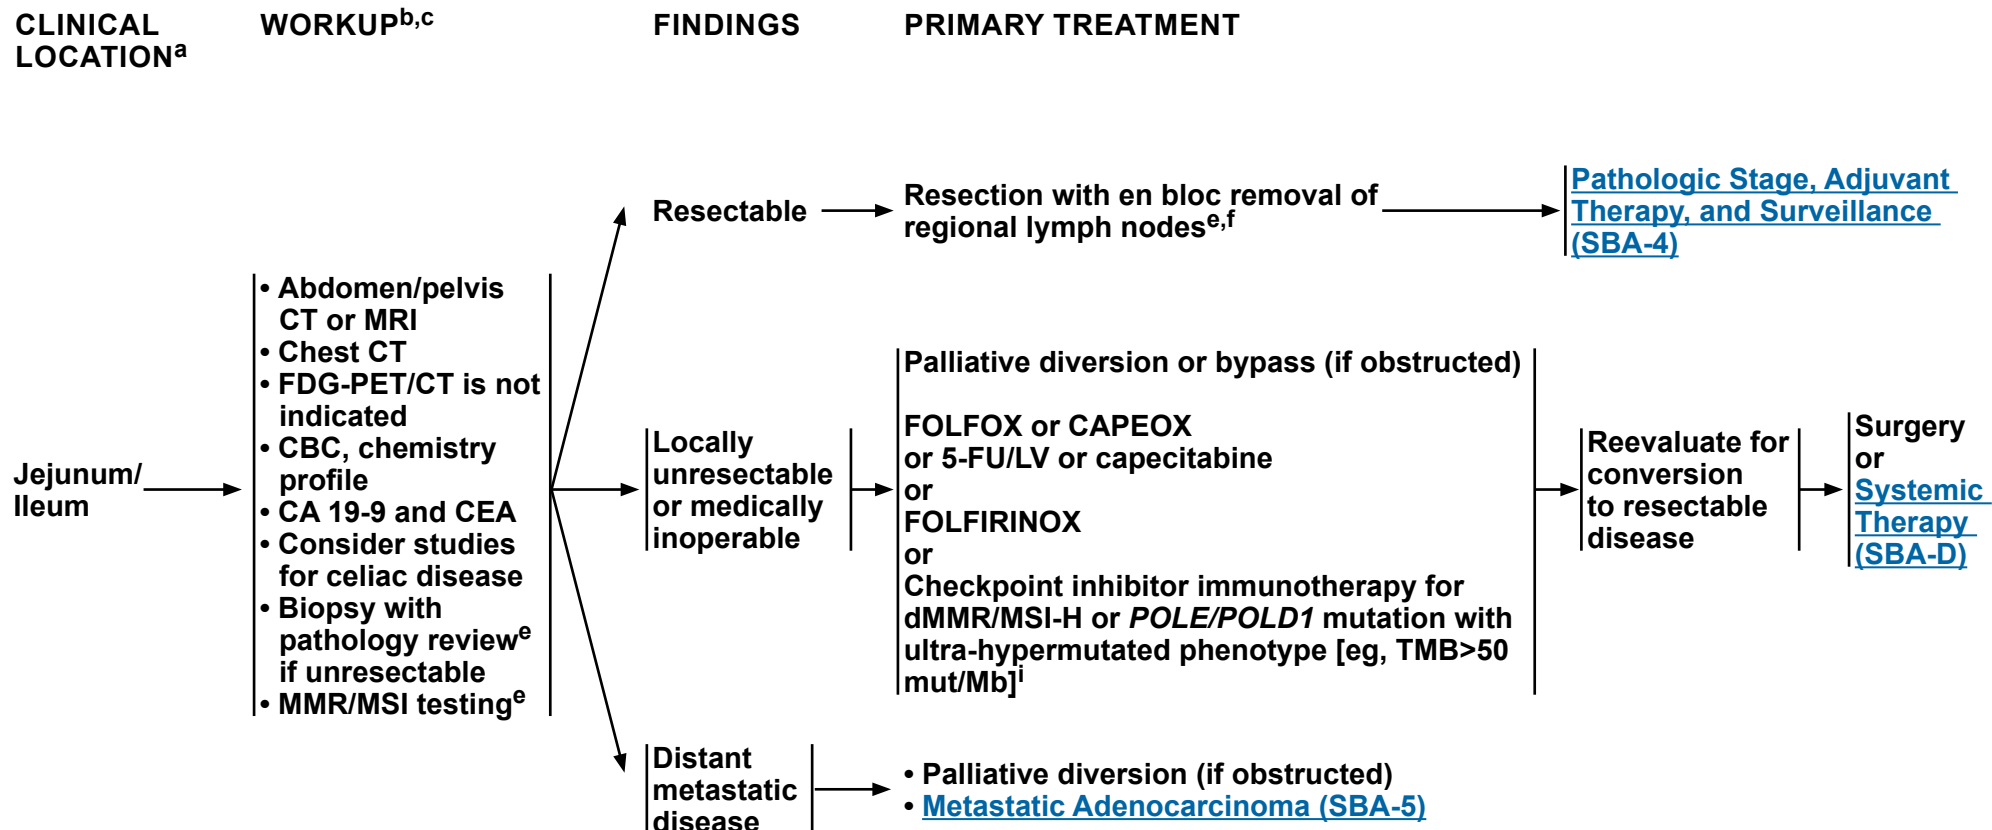 CLINICAL
LOCATIONa
WORKUPb,c
FINDINGS
PRIMARY TREATMENT
Jejunum/
Ileum
• Abdomen/pelvis
CT or MRI
• Chest CT
• FDG-PET/CT is not
indicated
• CBC, chemistry
profile
• CA 19-9 and CEA
• Consider studies
for celiac disease
• Biopsy with
pathology reviewe
if unresectable
• MMR/MSI testinge
Resectable
Resection with en bloc removal of
regional lymph nodese,f
Pathologic Stage, Adjuvant
Therapy, and Surveillance
(SBA-4)
Locally
unresectable
or medically
inoperable
Palliative diversion or bypass (if obstructed)
FOLFOX or CAPEOX
or 5-FU/LV or capecitabine
or
FOLFIRINOX
or
Checkpoint inhibitor immunotherapy for
dMMR/MSI-H or POLE/POLD1 mutation with
ultra-hypermutated phenotype [eg, TMB>50
mut/Mb]i
Reevaluate for
conversion
to resectable
disease
Surgery
or
Systemic
Therapy
(SBA-D)
Distant
metastatic
disease
• Palliative diversion (if obstructed)
• Metastatic Adenocarcinoma (SBA-5)